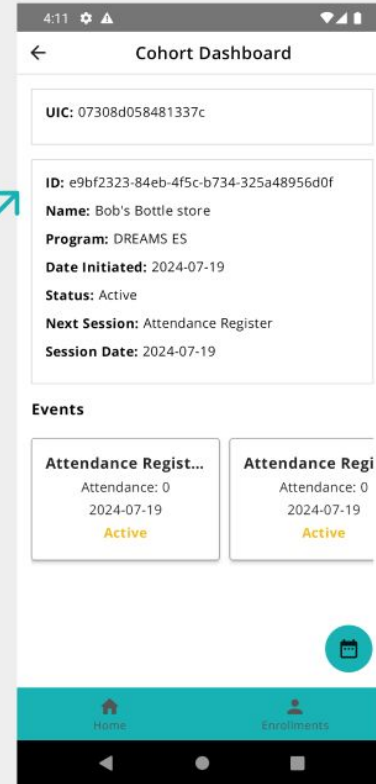 4:11
Cohort Dashboard
UIC: 07308d058481337c
ID: e9bf2323-84eb-4f5c-b734-325a48956d0f
Name: Bob's Bottle store
Program: DREAMS ES
Date Initiated: 2024-07-19
Status: Active
Next Session: Attendance Register
Session Date: 2024-07-19
Events
Attendance Regist...
Attendance: 0
2024-07-19
Active
Attendance Regi
Attendance: 0
2024-07-19
Active
Home
Enrollments